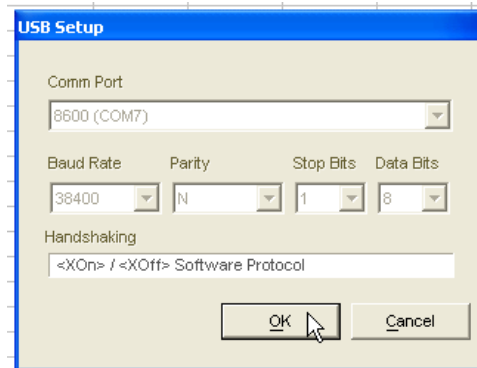 USB Setup
Comm Port
8600 (COM7)
Baud Rate Parity Stop Bits Data Bits
38400 N 1 8
Handshaking
<XOn> / <XOff> Software Protocol
OK Cancel